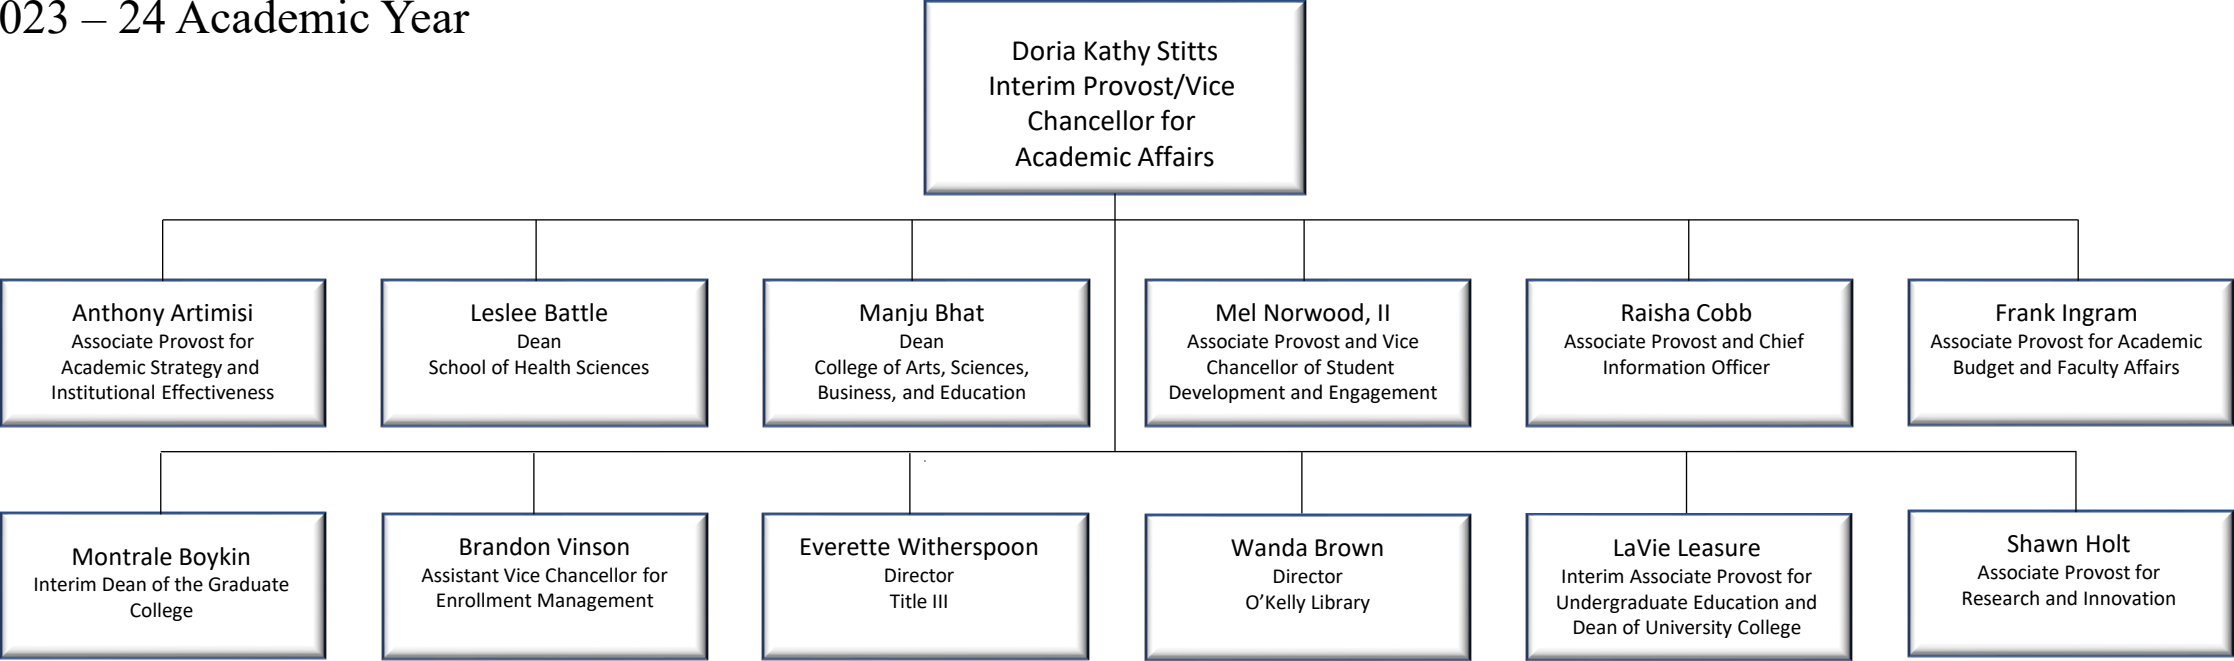 023 – 24 Academic Year
Doria Kathy Stitts
Interim Provost/Vice
Chancellor for
Academic Affairs
Anthony Artimisi
Associate Provost for
Academic Strategy and
Institutional Effectiveness
Leslee Battle
Dean
School of Health Sciences
Manju Bhat
Dean
College of Arts, Sciences,
Business, and Education
Mel Norwood, II
Associate Provost and Vice
Chancellor of Student
Development and Engagement
Raisha Cobb
Associate Provost and Chief
Information Officer
Frank Ingram
Associate Provost for Academic
Budget and Faculty Affairs
Montrale Boykin
Interim Dean of the Graduate
College
Brandon Vinson
Assistant Vice Chancellor for
Enrollment Management
Everette Witherspoon
Director
Title III
Wanda Brown
Director
O’Kelly Library
LaVie Leasure
Interim Associate Provost for
Undergraduate Education and
Dean of University College
Shawn Holt
Associate Provost for
Research and Innovation